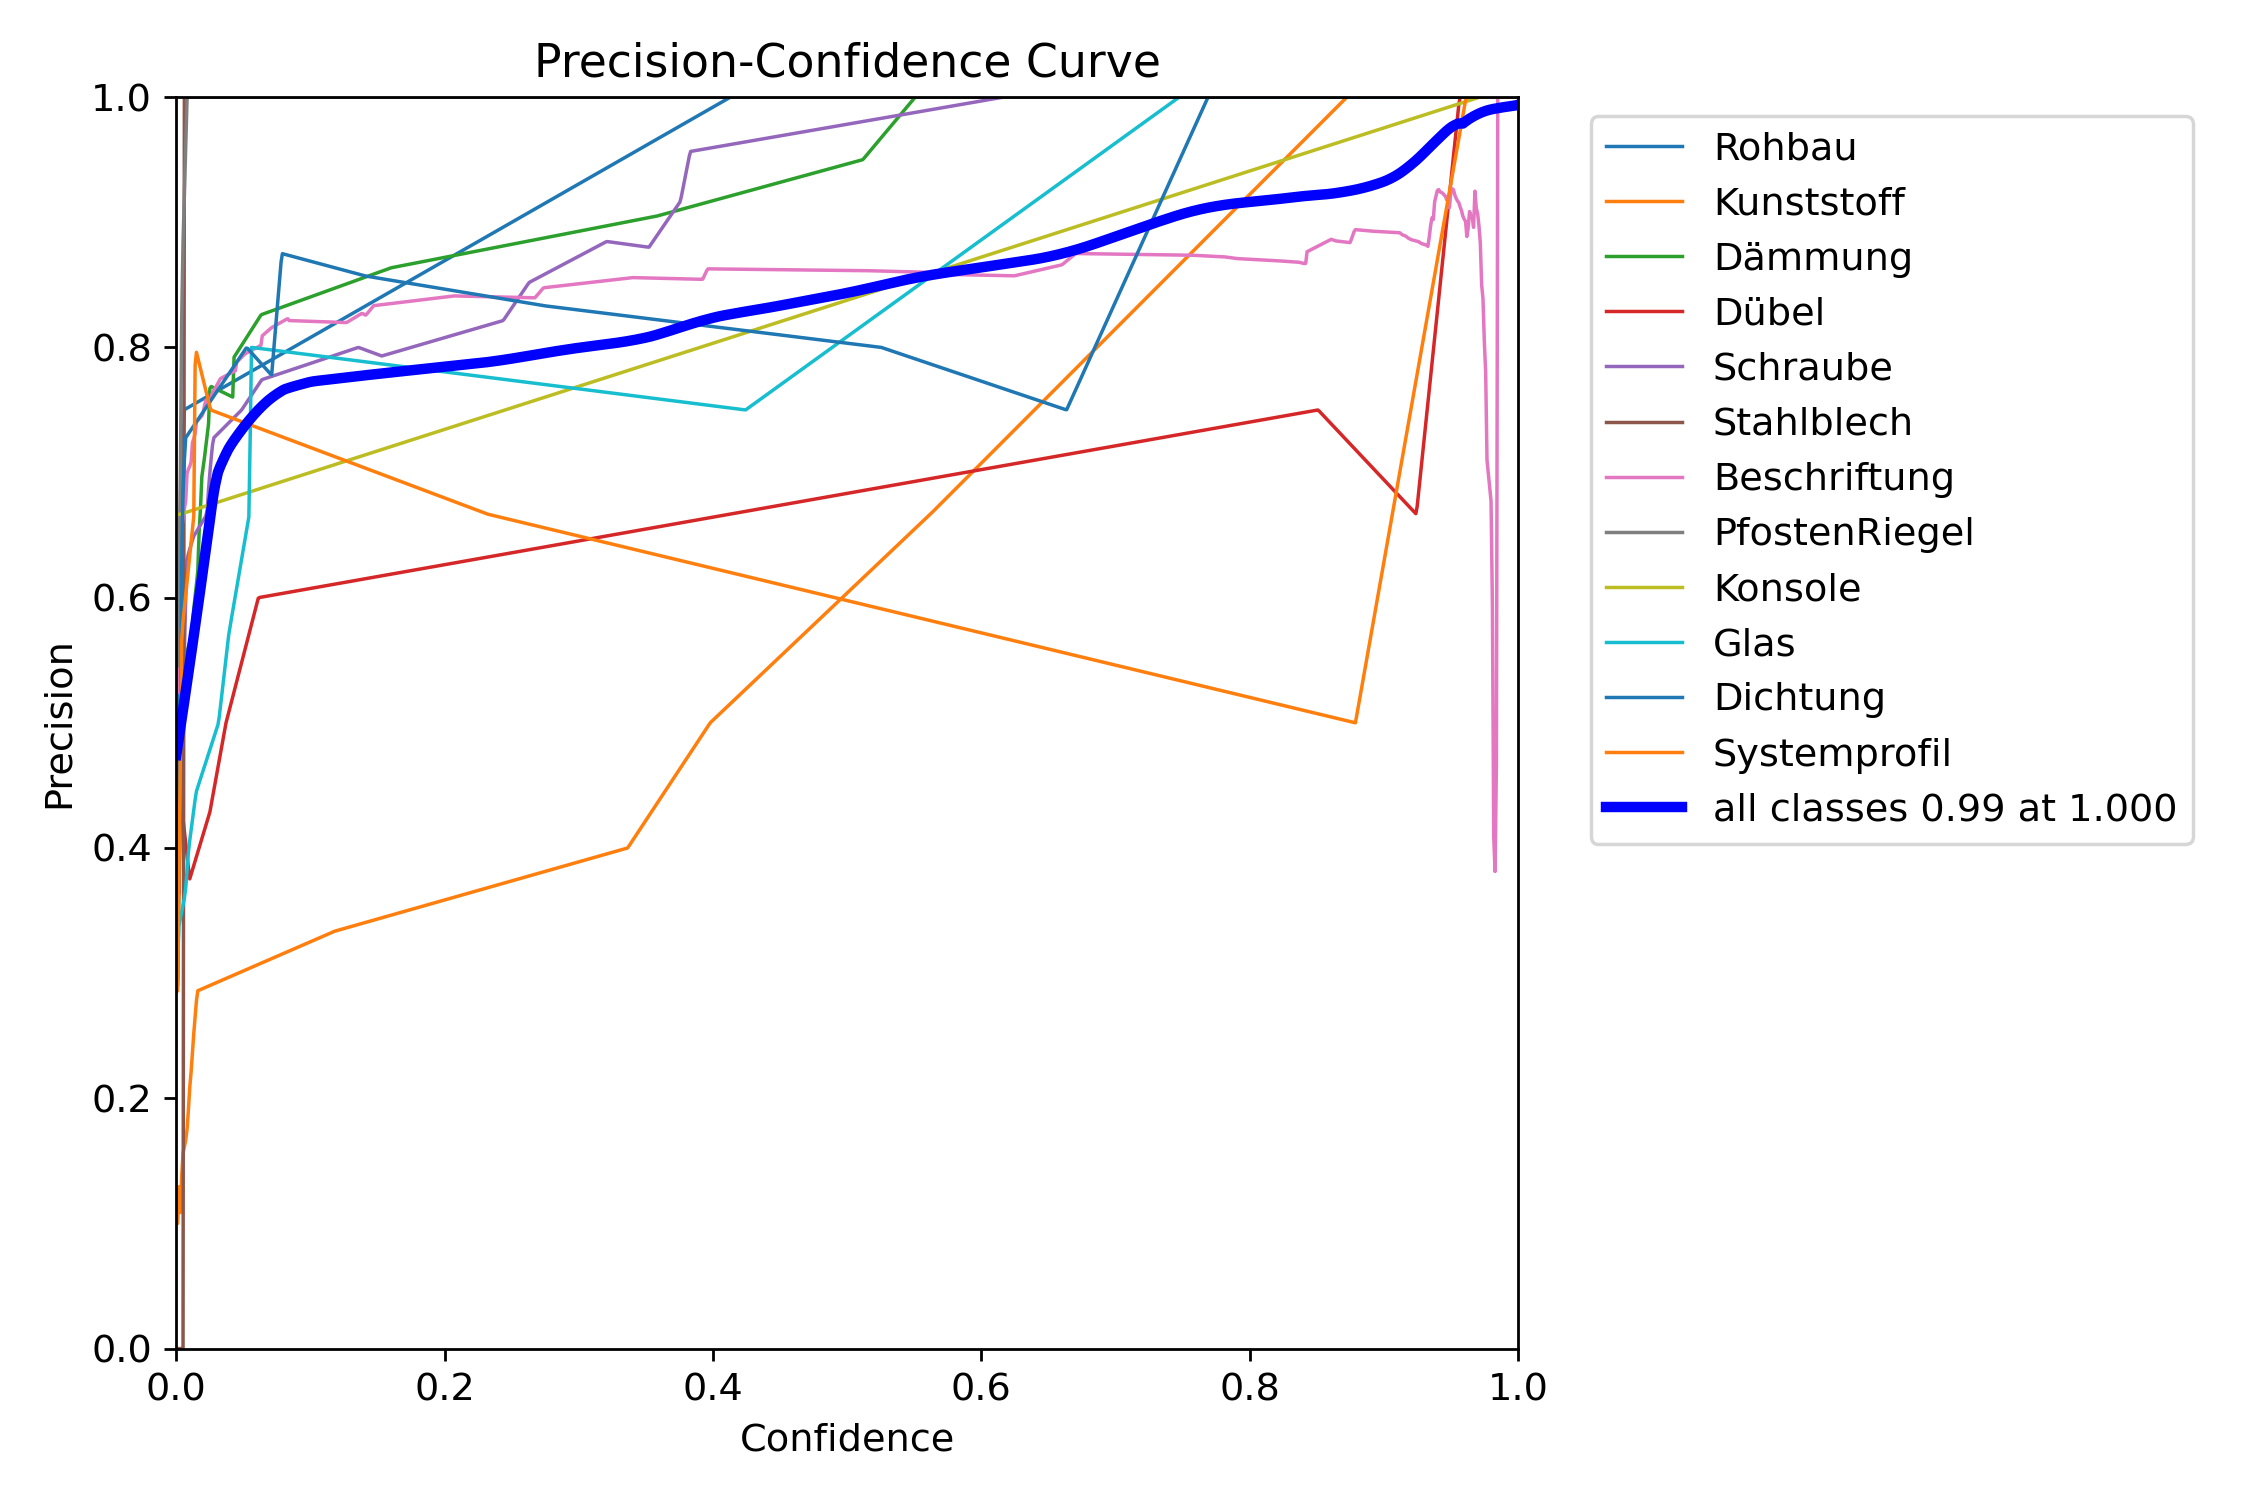 Precision-Confidence Curve
1.0
0.8
0.6
0.4
0.2
0.0
Precision
0.0 0.2 0.4 0.6 0.8 1.0
Confidence
Rohbau
Kunststoff
Dämmung
Dübel
Schraube
Stahlblech
Beschriftung
PfostenRiegel
Konsole
Glas
Dichtung
Systemprofil
all classes 0.99 at 1.000